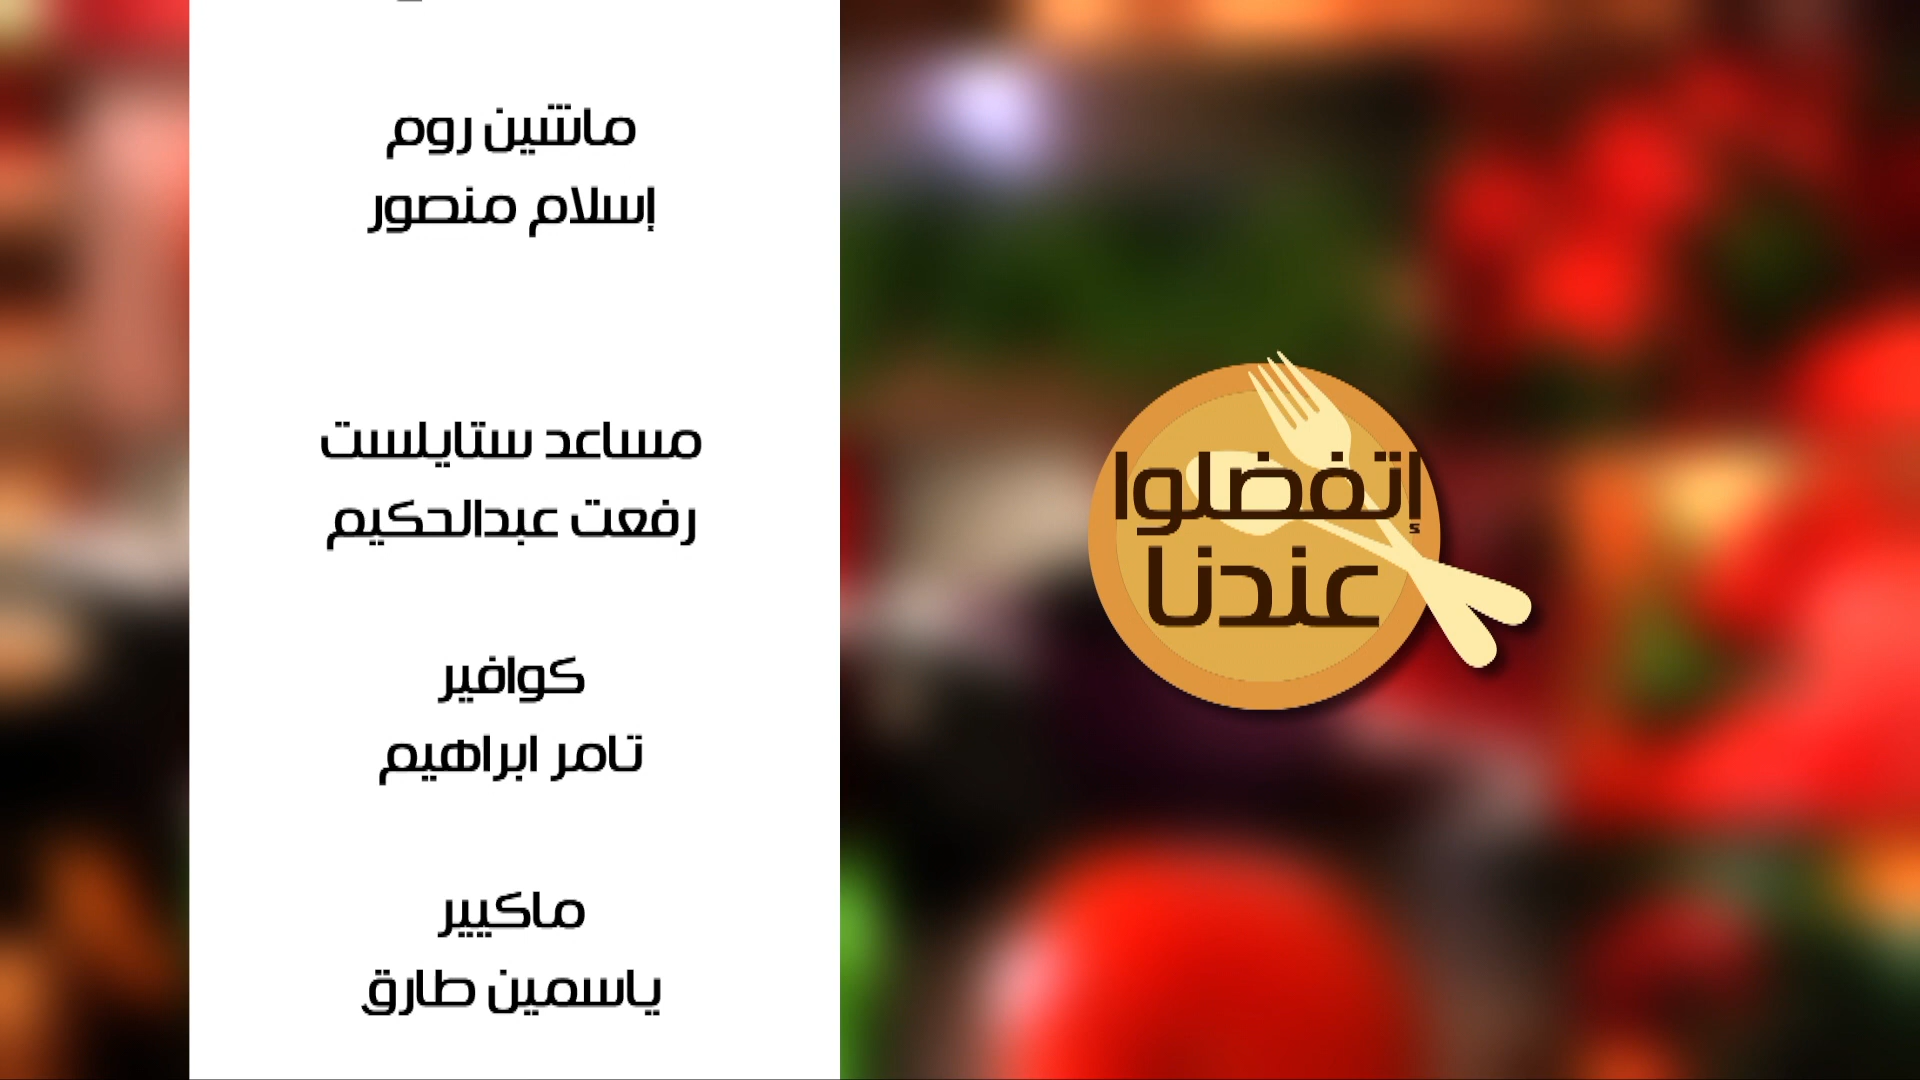 ماشين روم
إسلام منصور
مساعد ستايلست
رفعت عبدالحكيم
كوافير
تامر ابراهيم
ماكيير
ياسمين طارق
إتفضلوا
عندنا